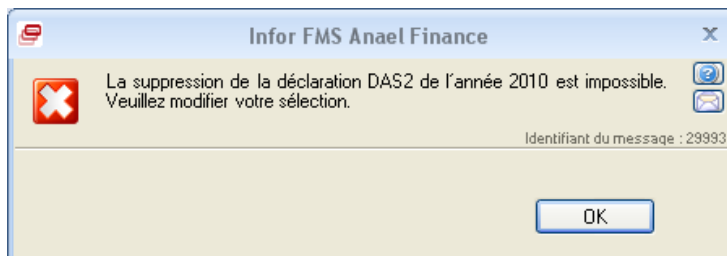 Infor FMS Anael Finance
La suppression de la déclaration DAS2 de l'année 2010 est impossible.
Veuillez modifier votre sélection.
Identifiant du message : 29993
OK